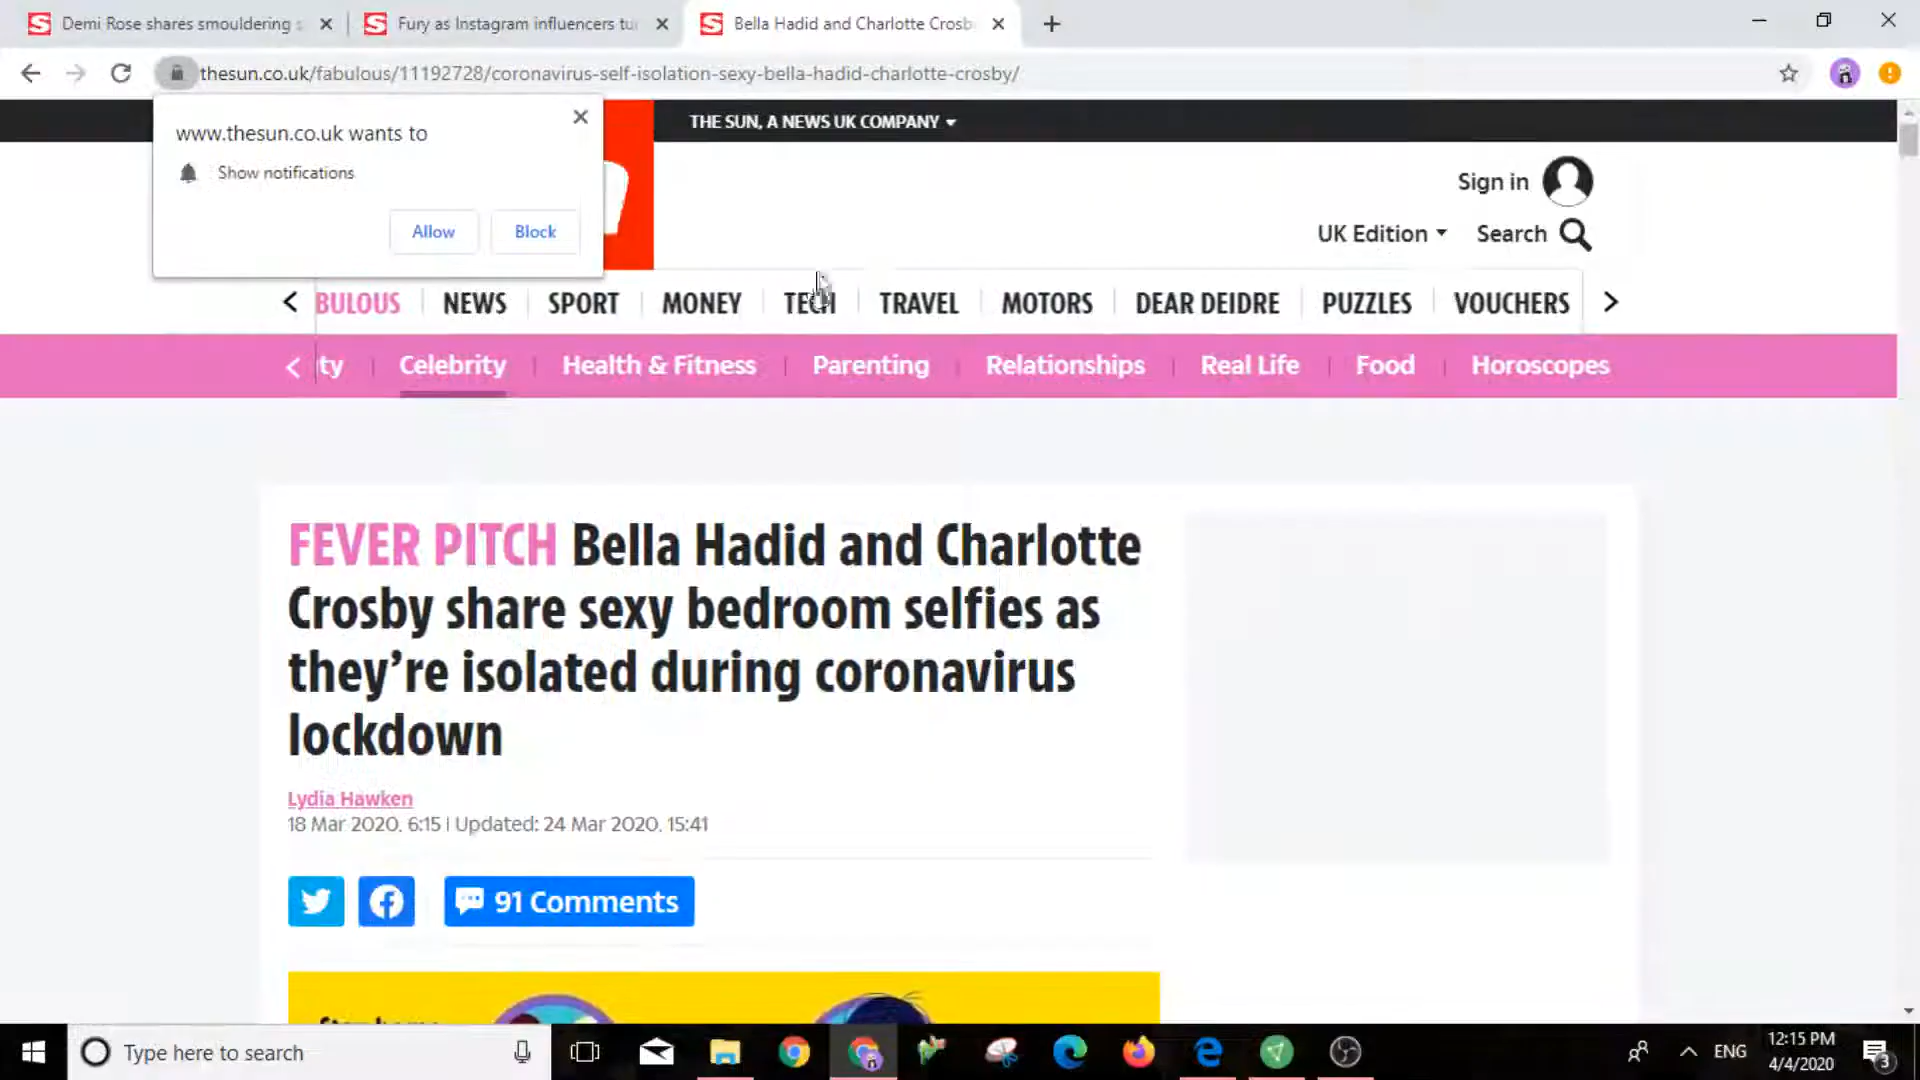 Demi Rose shares smouldering s
Fury as Instagram influencers tu
Bella Hadid and Charlotte Crosb
thesun.co.uk/fabulous/11192728/coronavirus-self-isolation-sexy-bella-hadid-charlotte-crosby/
www.thesun.co.uk wants to
Show notifications
Allow
Block
THE SUN, A NEWS UK COMPANY
Sign in
UK Edition
Search
BULOUS
NEWS
SPORT
MONEY
TECH
TRAVEL
MOTORS
DEAR DEIDRE
PUZZLES
VOUCHERS
ty
Celebrity
Health & Fitness
Parenting
Relationships
Real Life
Food
Horoscopes
FEVER PITCH Bella Hadid and Charlotte
Crosby share sexy bedroom selfies as
they’re isolated during coronavirus
lockdown
Lydia Hawken
18 Mar 2020, 6:15 | Updated: 24 Mar 2020, 15:41
91 Comments
Type here to search
ENG
12:15 PM
4/4/2020
3